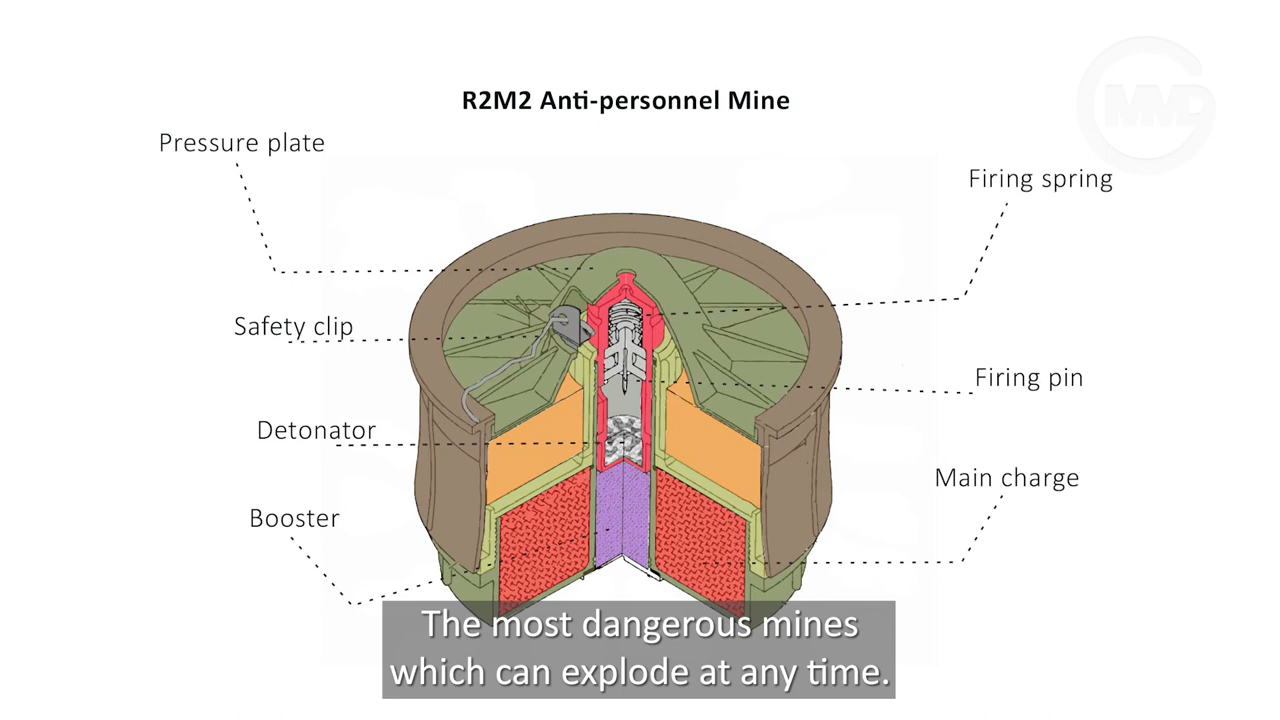 R2M2 Anti-personnel Mine
Pressure plate
Firing spring
Safety clip
Firing pin
Detonator
Main charge
Booster
The most dangerous mines
which can explode at any time.